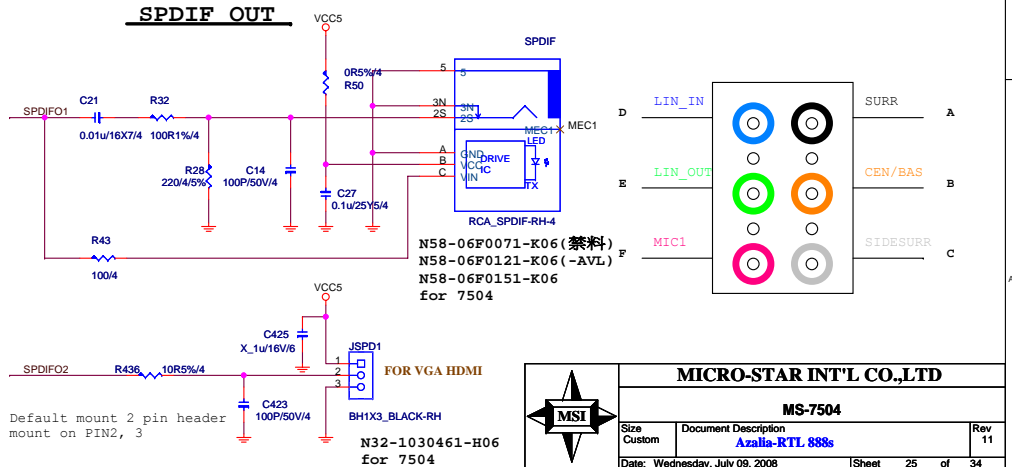 SPDIF OUT
VCC5
SPDIF
0R5%/4
R50
5
5
C21
R32
3N
3N
2S
2S
SPDIFO1
0.01u/16X7/4
100R1%/4
MEC1
MEC1
LED
A
GND
B
VCC
C
VIN
DRIVE
IC
TX
R28
220/4/5%
C14
100P/50V/4
C27
0.1u/25Y5/4
RCA_SPDIF-RH-4
R43
100/4
N58-06F0071-K06(禁料)
N58-06F0121-K06(-AVL)
N58-06F0151-K06
for 7504
D
LIN_IN
SURR
A
E
LIN_OUT
CEN/BAS
B
F
MIC1
SIDESURR
C
A
VCC5
C425
X_1u/16V/6
JSPD1
1
2
3
SPDIFO2
R436
10R5%/4
FOR VGA HDMI
C423
100P/50V/4
BH1X3_BLACK-RH
Default mount 2 pin header
mount on PIN2, 3
N32-1030461-H06
for 7504
MSI
MICRO-STAR INT'L CO.,LTD
MS-7504
Size
Custom
Document Description
Azalia-RTL 888s
Rev
11
Date: Wednesday, July 09, 2008
Sheet 25 of 34